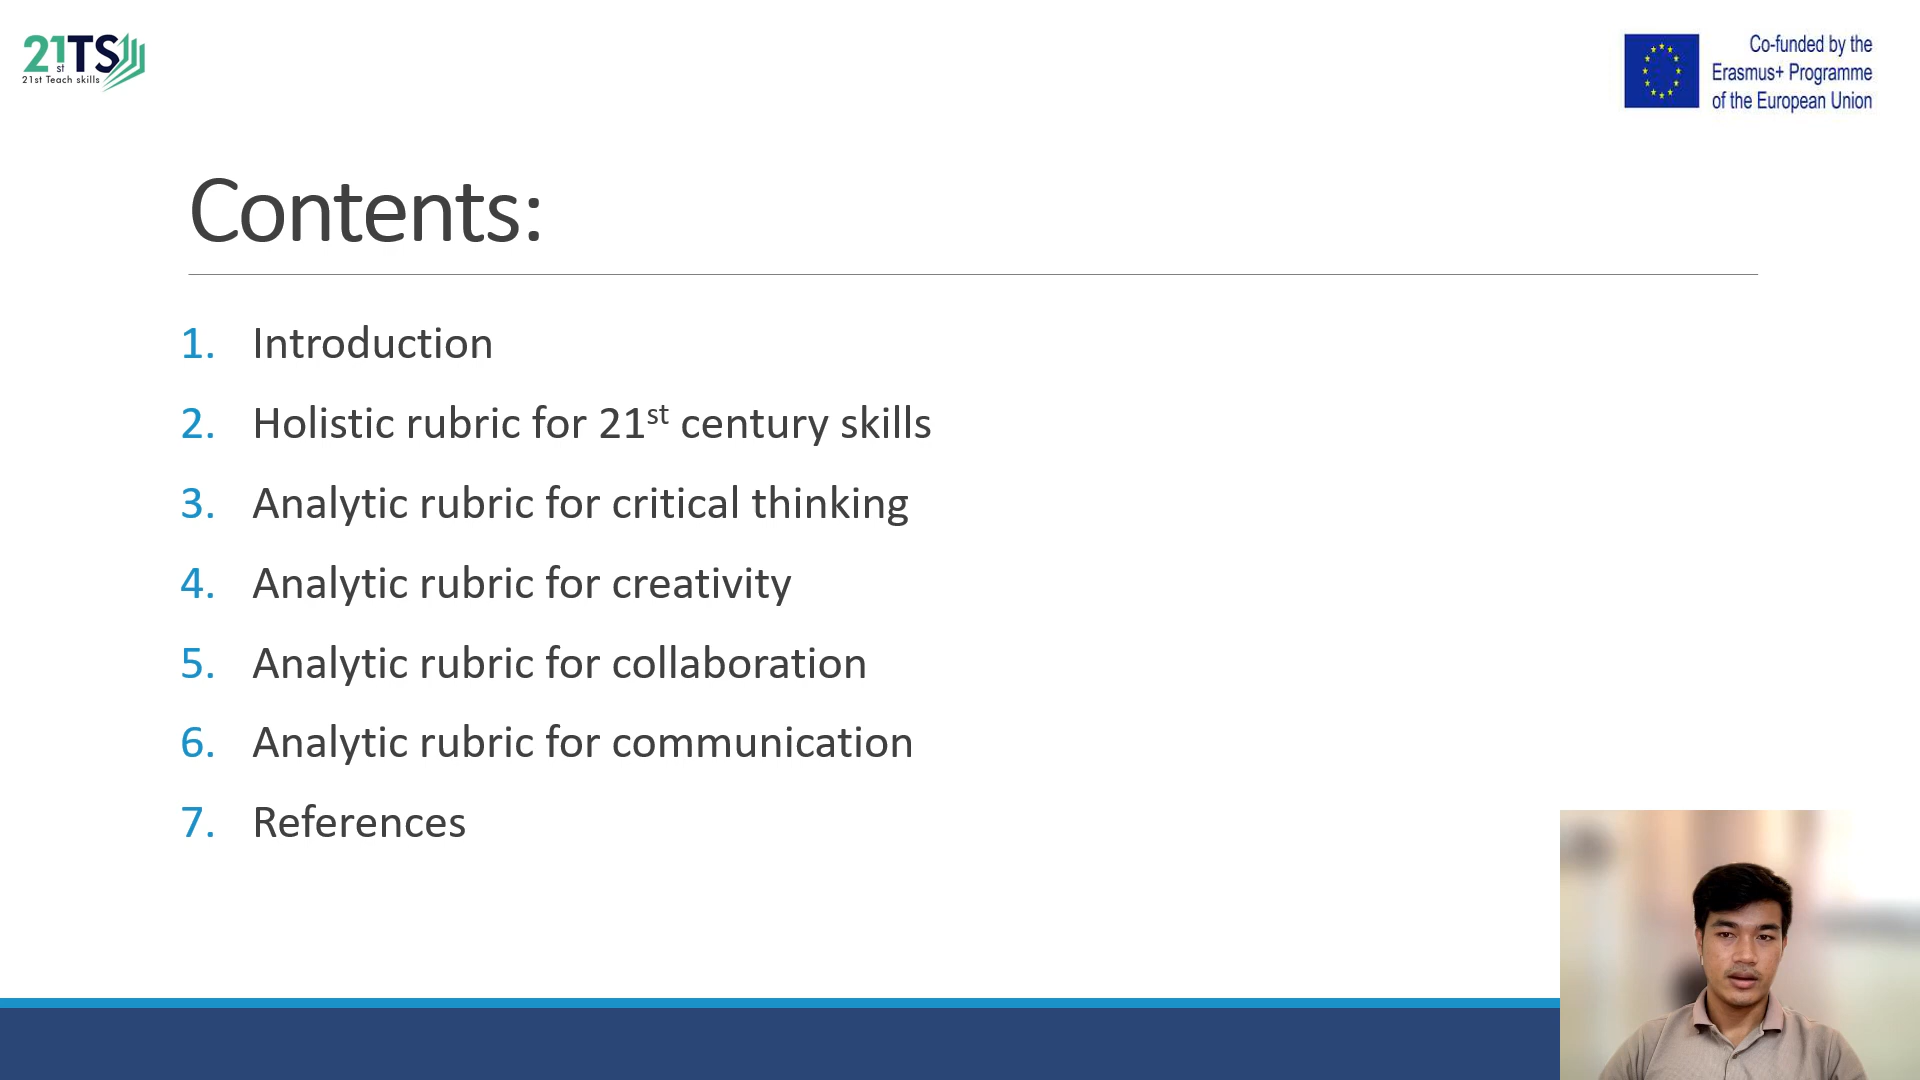 21st TS
21st Teach skills
Co-funded by the
Erasmus+ Programme
of the European Union
Contents:
1. Introduction
2. Holistic rubric for 21st century skills
3. Analytic rubric for critical thinking
4. Analytic rubric for creativity
5. Analytic rubric for collaboration
6. Analytic rubric for communication
7. References